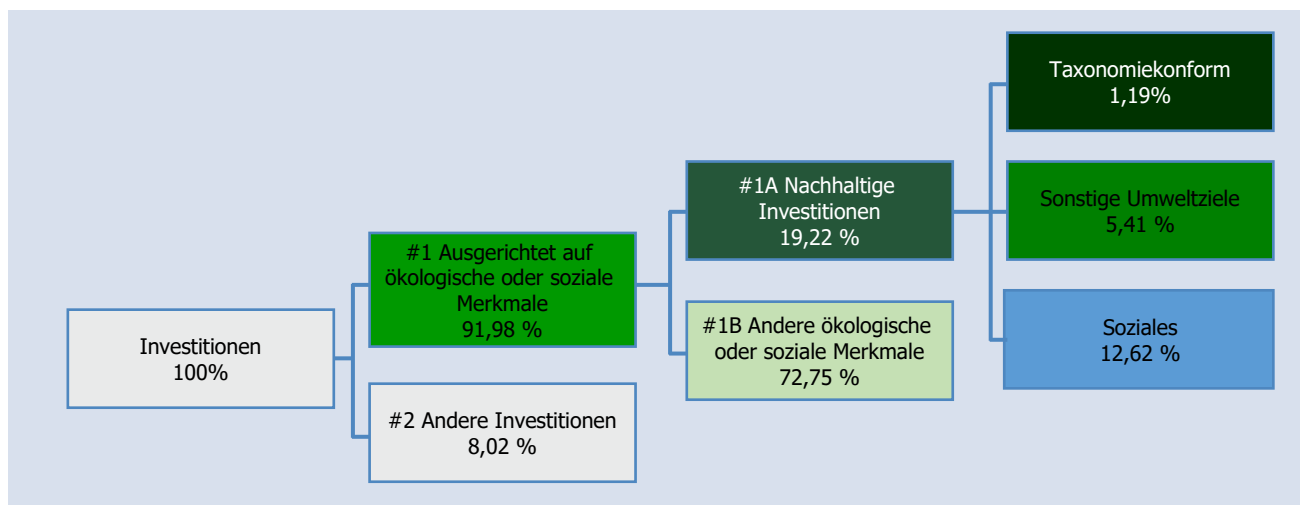 Investitionen
100%
#1 Ausgerichtet auf
ökologische oder soziale
Merkmale
91,98 %
#2 Andere Investitionen
8,02 %
#1A Nachhaltige
Investitionen
19,22 %
#1B Andere ökologische
oder soziale Merkmale
72,75 %
Taxonomiekonform
1,19%
Sonstige Umweltziele
5,41 %
Soziales
12,62 %